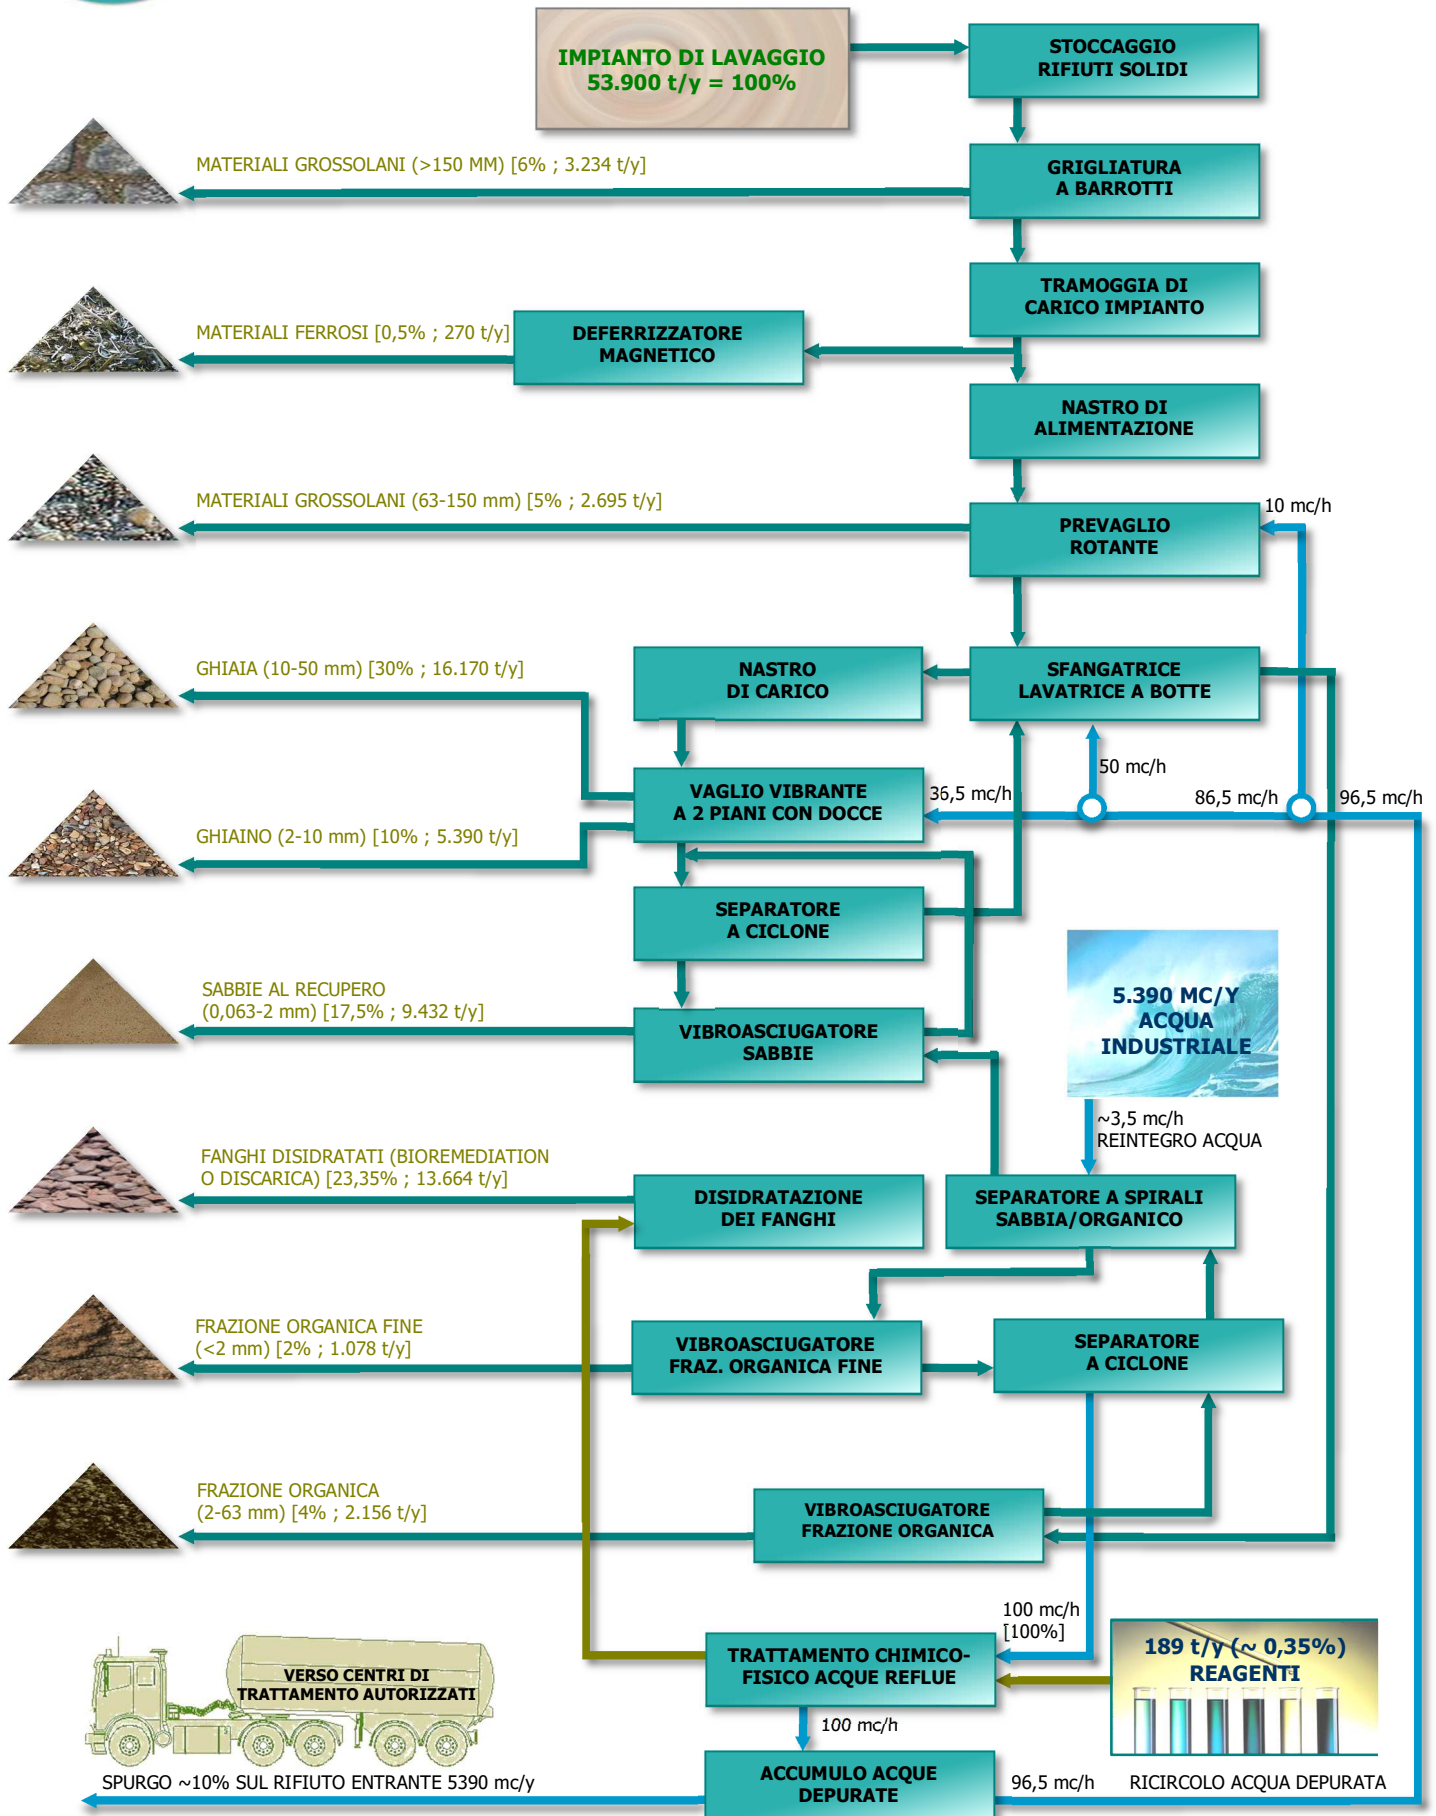 IMPIANTO DI LAVAGGIO
53.900 t/y = 100%
STOCCAGGIO
RIFIUTI SOLIDI
MATERIALI GROSSOLANI (>150 MM) [6% ; 3.234 t/y]
GRIGLIATURA
A BARROTTI
TRAMOGGIA DI
CARICO IMPIANTO
MATERIALI FERROSI [0,5% ; 270 t/y]
DEFERRIZZATORE
MAGNETICO
NASTRO DI
ALIMENTAZIONE
MATERIALI GROSSOLANI (63-150 mm) [5% ; 2.695 t/y]
10 mc/h
PREVAGLIO
ROTANTE
GHIAIA (10-50 mm) [30% ; 16.170 t/y]
NASTRO
DI CARICO
SFANGATRICE
LAVATRICE A BOTTE
50 mc/h
VAGLIO VIBRANTE
A 2 PIANI CON DOCCE
36,5 mc/h
86,5 mc/h
96,5 mc/h
GHIAINO (2-10 mm) [10% ; 5.390 t/y]
SEPARATORE
A CICLONE
SABBIE AL RECUPERO
(0,063-2 mm) [17,5% ; 9.432 t/y]
VIBROASCIUGATORE
SABBIE
5.390 MC/Y
ACQUA
INDUSTRIALE
~3,5 mc/h
REINTEGRO ACQUA
FANGHI DISIDRATATI (BIOREMEDIATION
O DISCARICA) [23,35% ; 13.664 t/y]
DISIDRATAZIONE
DEI FANGHI
SEPARATORE A SPIRALI
SABBIA/ORGANICO
FRAZIONE ORGANICA FINE
(<2 mm) [2% ; 1.078 t/y]
VIBROASCIUGATORE
FRAZ. ORGANICA FINE
SEPARATORE
A CICLONE
FRAZIONE ORGANICA
(2-63 mm) [4% ; 2.156 t/y]
VIBROASCIUGATORE
FRAZIONE ORGANICA
100 mc/h
[100%]
TRATTAMENTO CHIMICO-
FISICO ACQUE REFLUE
189 t/y (~ 0,35%)
REAGENTI
VERSO CENTRI DI
TRATTAMENTO AUTORIZZATI
100 mc/h
SPURGO ~10% SUL RIFIUTO ENTRANTE 5390 mc/y
ACCUMULO ACQUE
DEPURATE
96,5 mc/h
RICIRCOLO ACQUA DEPURATA